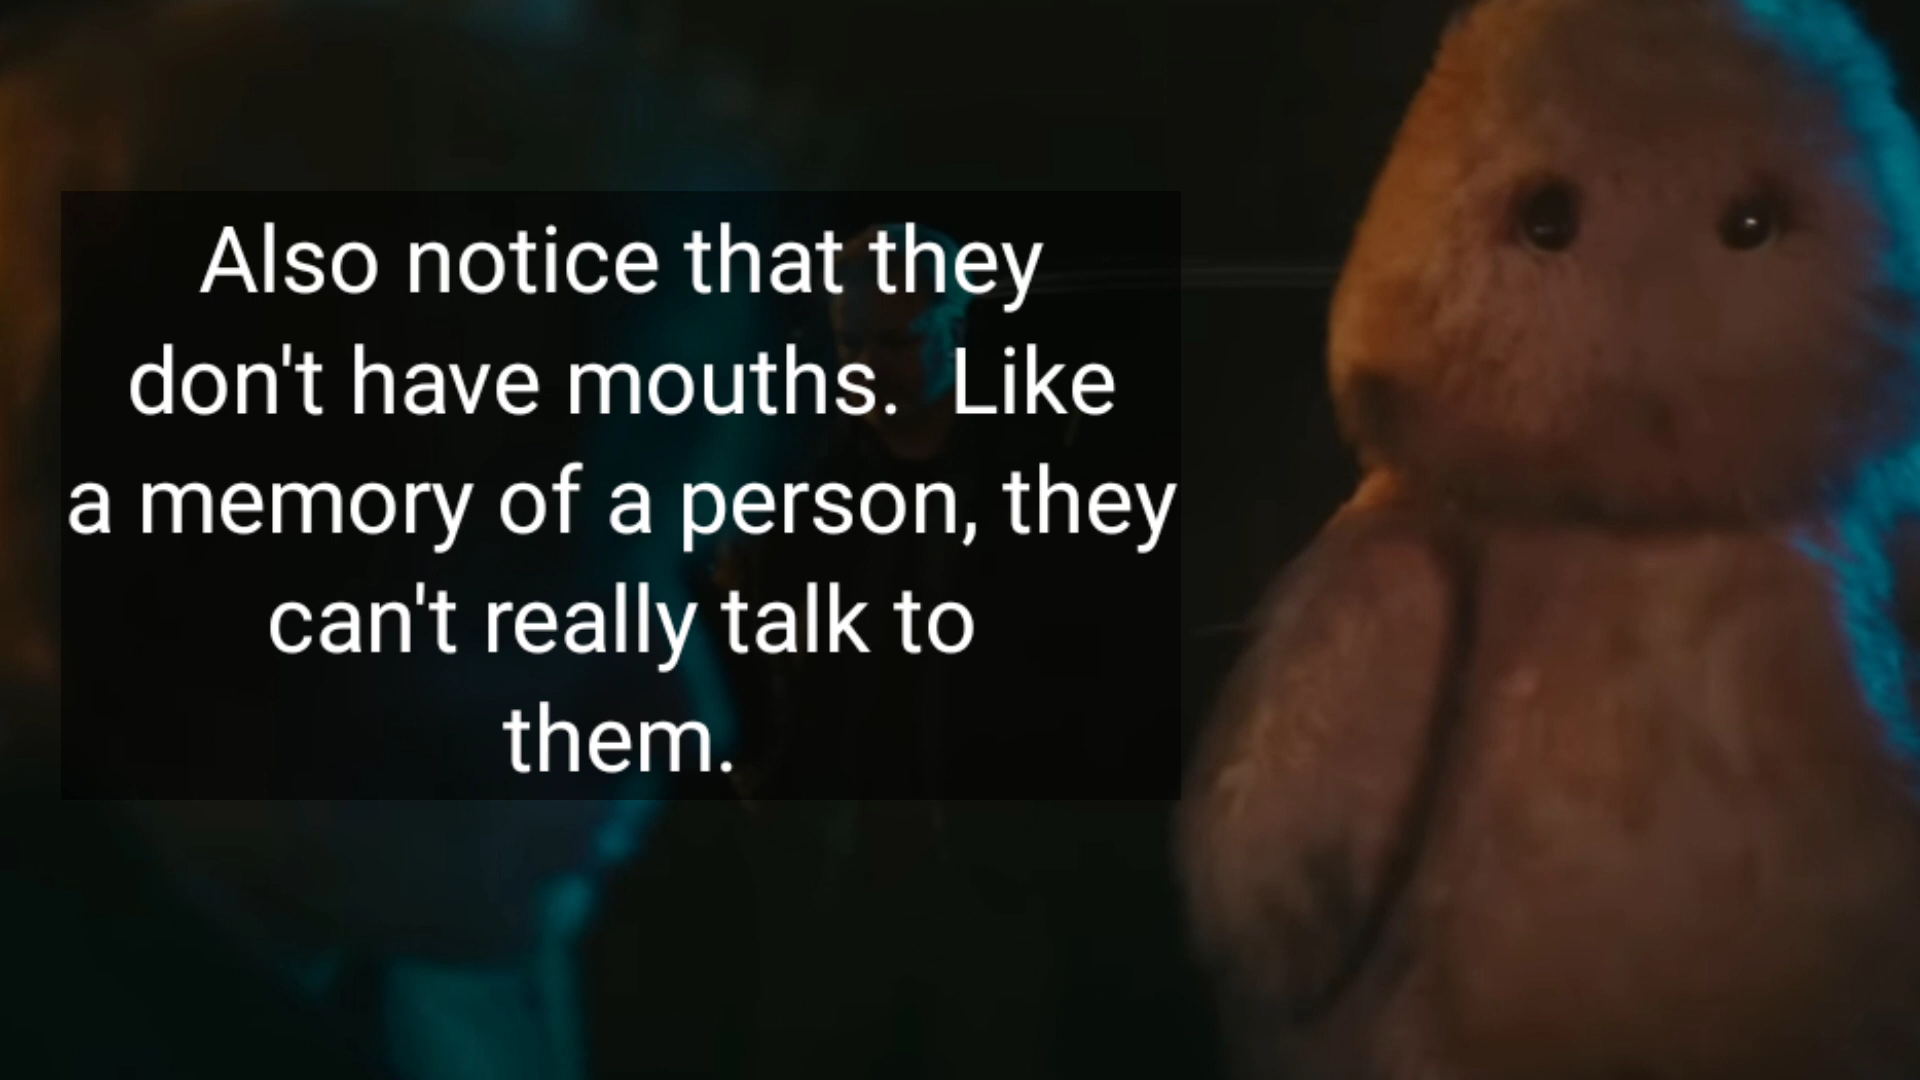 Also notice that they
don't have mouths.  Like
a memory of a person, they
can't really talk to
them.